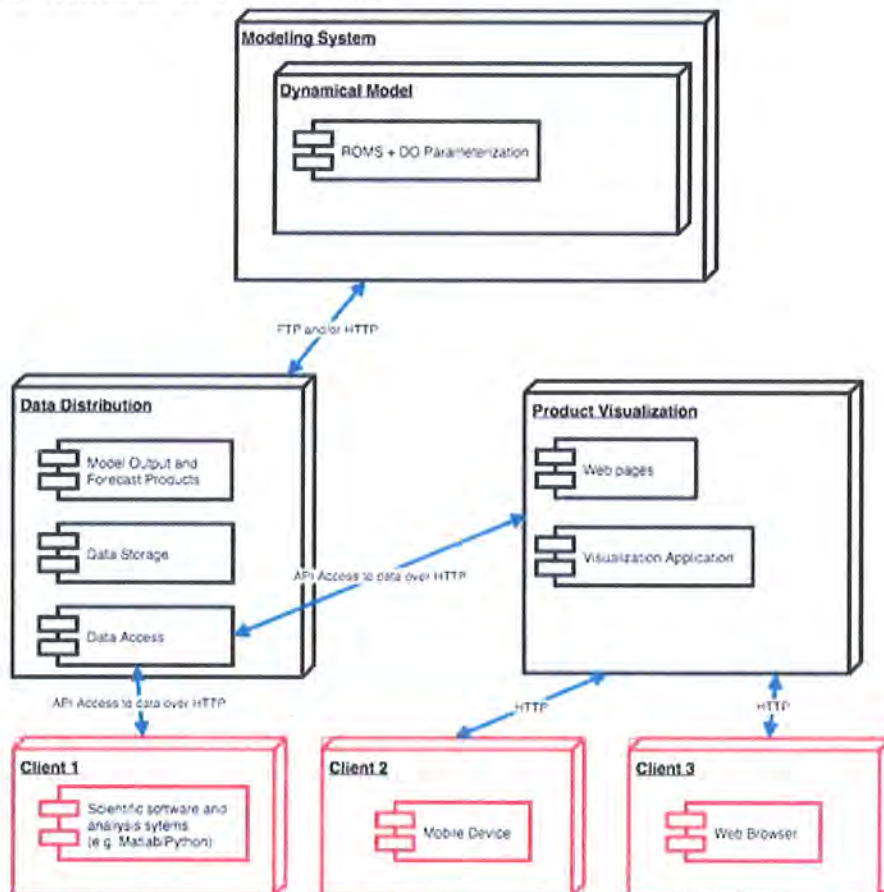 Modeling System
Dynamical Model
ROMS + DO Parameterization
FTP and/or HTTP
Data Distribution
Model Output and
Forecast Products
Data Storage
Data Access
Product Visualization
Web pages
Visualization Application
API Access to data over HTTP
API Access to data over HTTP
HTTP
HTTP
Client 1
Scientific software and
analysis sytems
(e.g. Matlab/Python)
Client 2
Mobile Device
Client 3
Web Browser